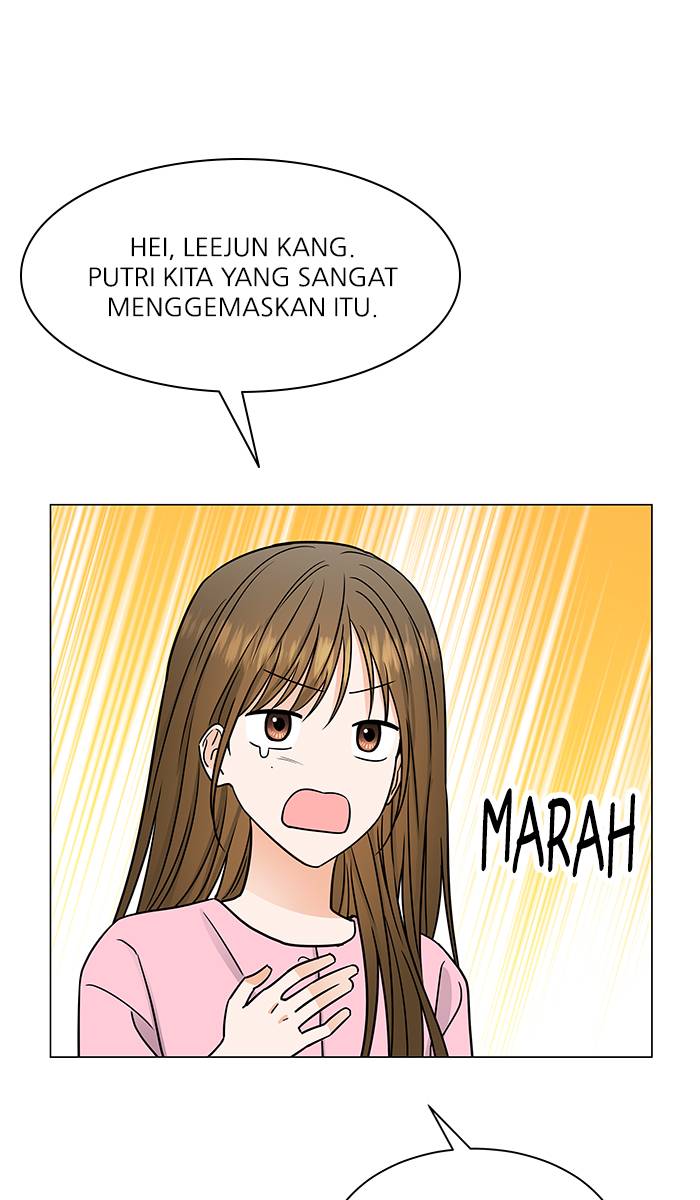 HEI, LEEJUN KANG.
PUTRI KITA YANG SANGAT
MENGGEMASKAN ITU.
MARAH